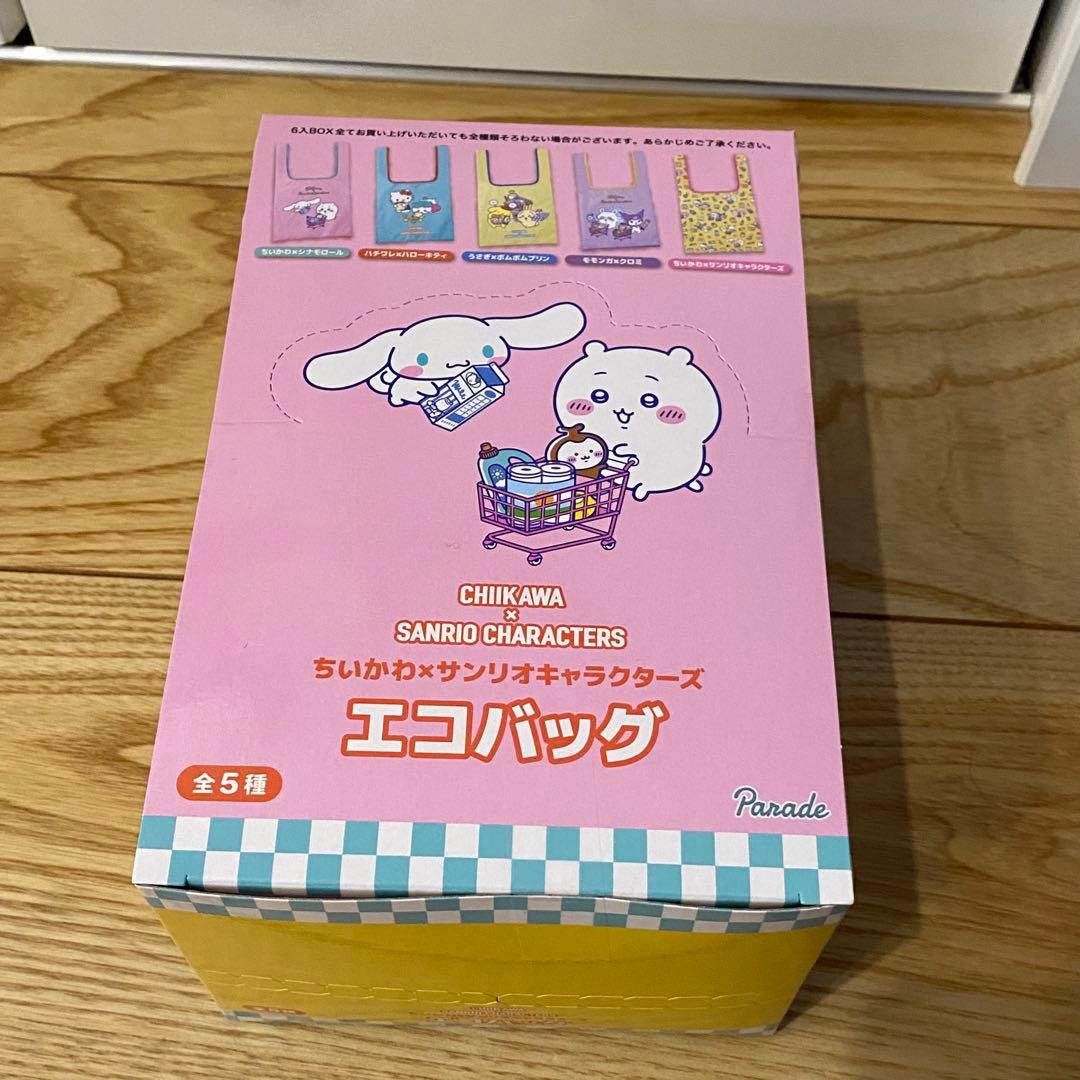 6入BOX全てお買い上げいただいても全種類そろわない場合がございます。あらかじめご了承ください。
ちいかわ×シナモロール
ハチワレ×ハローキティ
うさぎ×ポムポムプリン
モモンガ×クロミ
ちいかわ×サンリオキャラクターズ
Milk
CHIIKAWA
×
SANRIO CHARACTERS
ちいかわ×サンリオキャラクターズ
エコバッグ
全5種
Parade